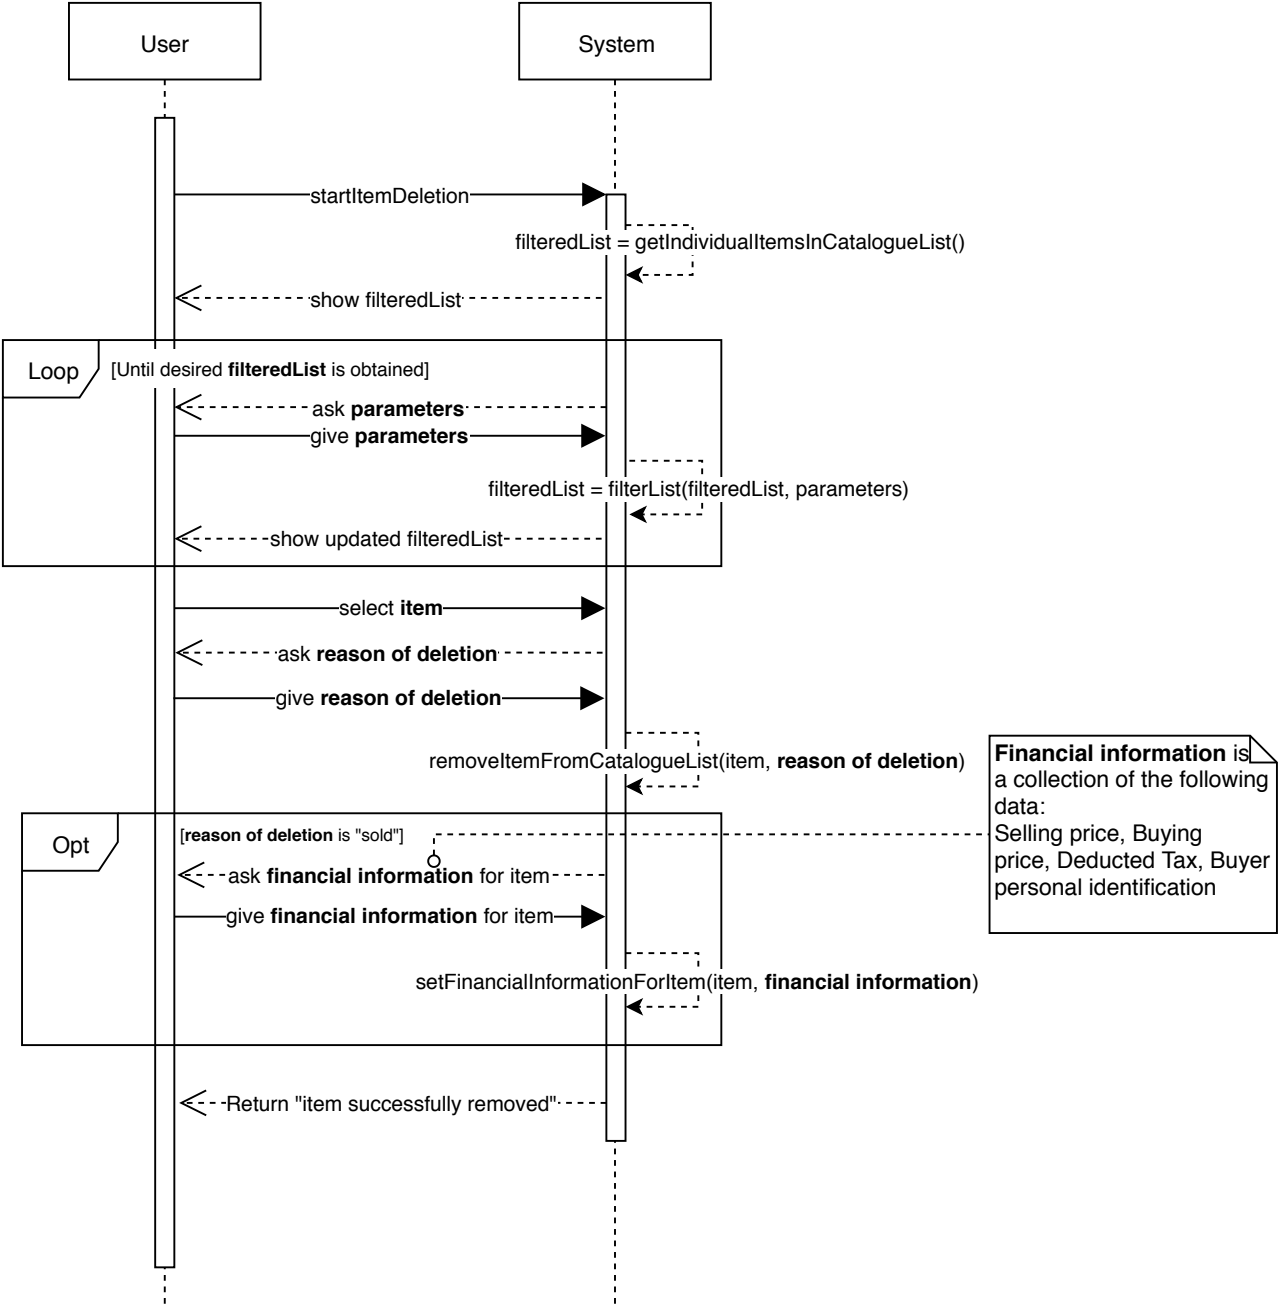 User
System
startItemDeletion
filteredList = getIndividualItemsInCatalogueList()
show filteredList
Loop
[Until desired filteredList is obtained]
ask parameters
give parameters
filteredList = filterList(filteredList, parameters)
show updated filteredList
select item
ask reason of deletion
give reason of deletion
removeItemFromCatalogueList(item, reason of deletion)
Financial information is
a collection of the following
data:
Selling price, Buying
price, Deducted Tax, Buyer
personal identification
Opt
[reason of deletion is "sold"]
ask financial information for item
give financial information for item
setFinancialInformationForItem(item, financial information)
Return "item successfully removed"